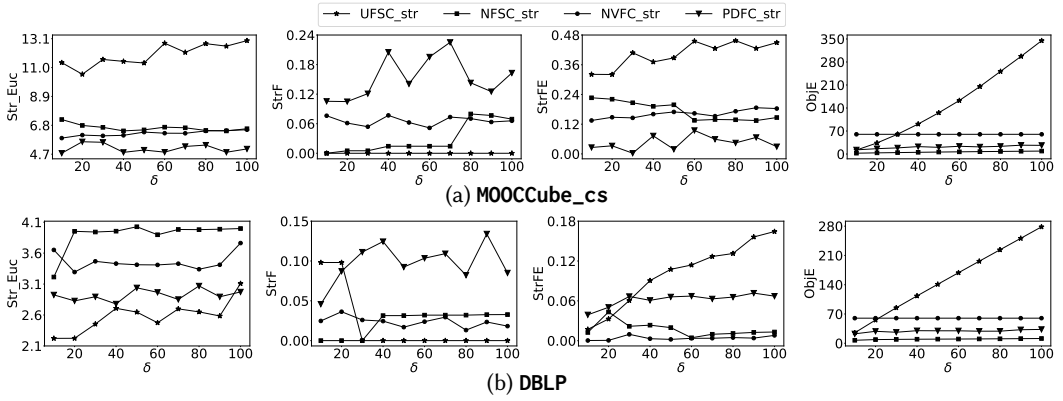 UFSC_str NFSC_str NVFC_str PDFC_str
13.1 11.0 8.9 6.8 4.7 Str_Euc 20 40 60 80 100 δ
0.24 0.18 0.12 0.06 0.00 StrF 20 40 60 80 100 δ
0.48 0.36 0.24 0.12 0.00 StrFE 20 40 60 80 100 δ
350 280 210 140 70 0 ObjE 20 40 60 80 100 δ
(a) MOOCCube_cs
4.1 3.6 3.1 2.6 2.1 Str_Euc 20 40 60 80 100 δ
0.15 0.10 0.05 0.00 StrF 20 40 60 80 100 δ
0.18 0.12 0.06 0.00 StrFE 20 40 60 80 100 δ
280 210 140 70 0 ObjE 20 40 60 80 100 δ
(b) DBLP